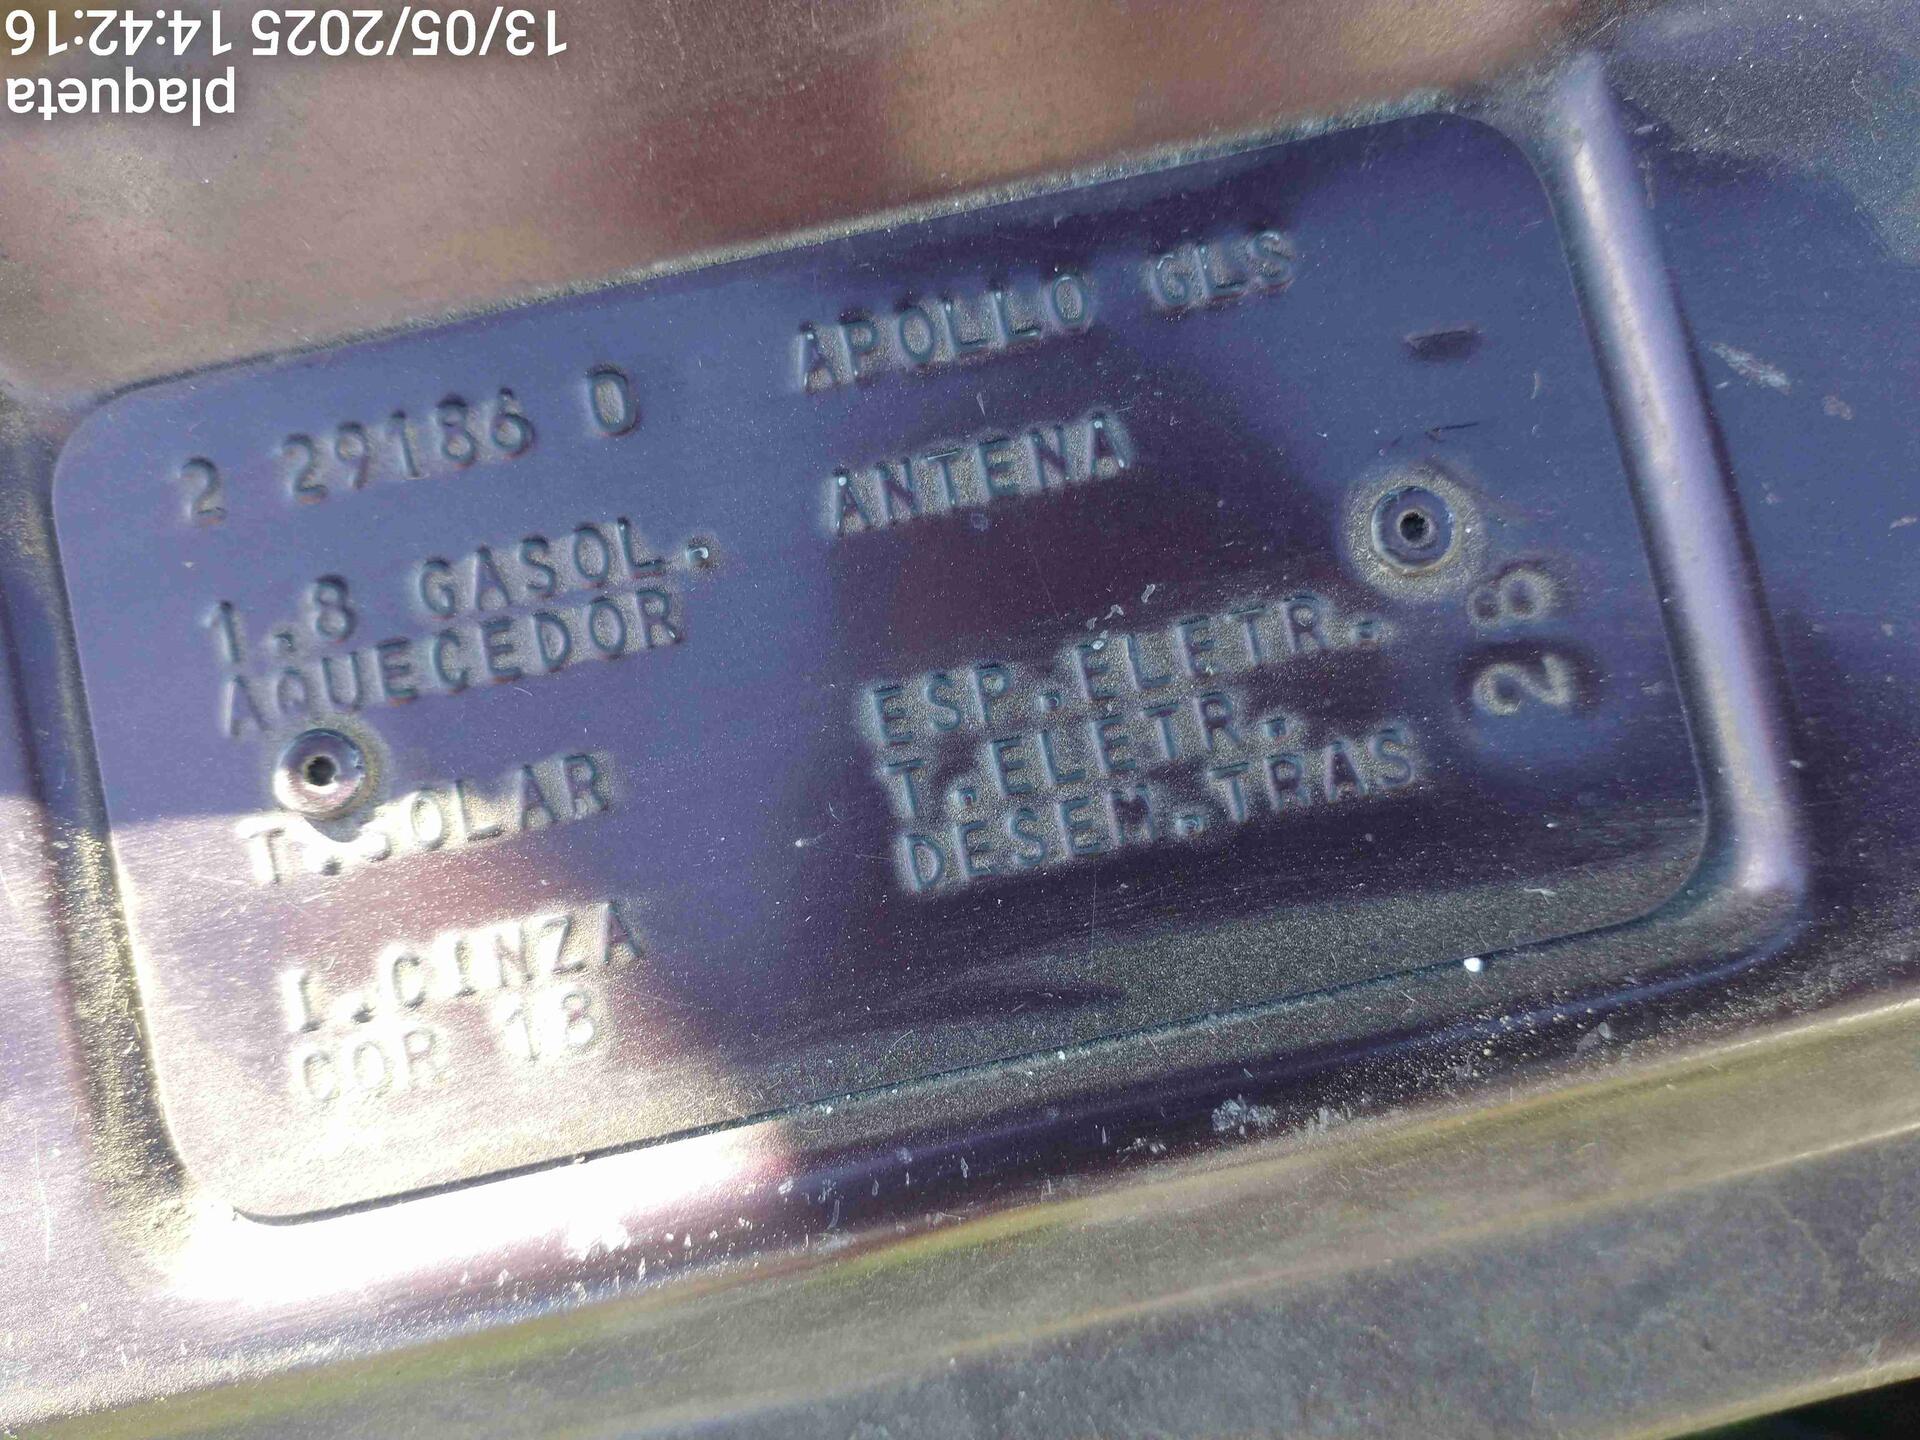 13/05/2025 14:42:16
plaqueta
2 29186 0 APOLLO GLS
ANTENA
1.8 GASOL.
AQUECEDOR
ESP.ELETR.
T.SOLAR T.ELETR.
DESEM.TRAS
I.CINZA
COR 18
28